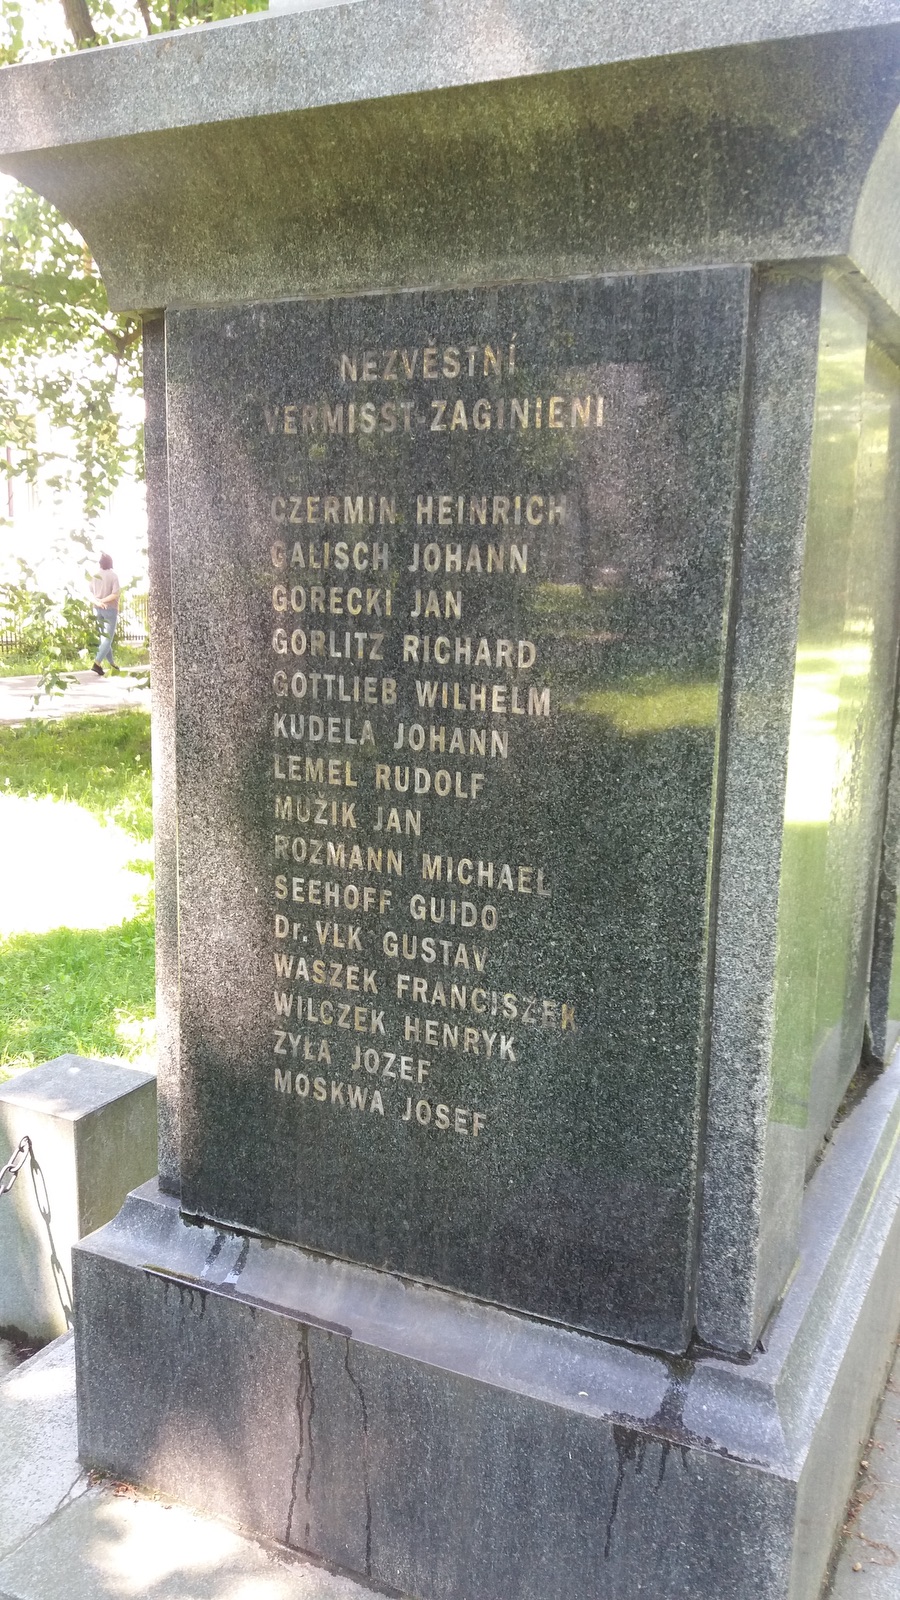 NEZVĚSTNÍ
VERMISST-ZAGINIENI
CZERMIN HEINRICH
GALISCH JOHANN
GORECKI JAN
GORLITZ RICHARD
GOTTLIEB WILHELM
KUDELA JOHANN
LEMEL RUDOLF
MUŽIK JAN
ROZMANN MICHAEL
SEEHOFF GUIDO
Dr. VLK GUSTAV
WASZEK FRANCISZEK
WILCZEK HENRYK
ZYŁA JOZEF
MOSKWA JOSEF